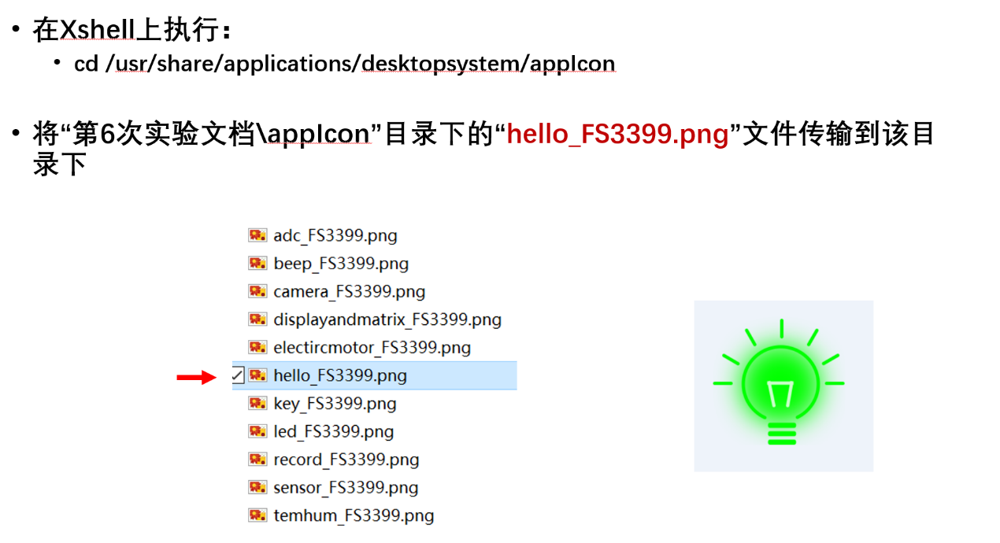 • 在Xshell上执行：
• cd /usr/share/applications/desktopsystem/appIcon
• 将“第6次实验文档\appIcon”目录下的“hello_FS3399.png”文件传输到该目
录下
adc_FS3399.png
beep_FS3399.png
camera_FS3399.png
displayandmatrix_FS3399.png
electircmotor_FS3399.png
hello_FS3399.png
key_FS3399.png
led_FS3399.png
record_FS3399.png
sensor_FS3399.png
temhum_FS3399.png